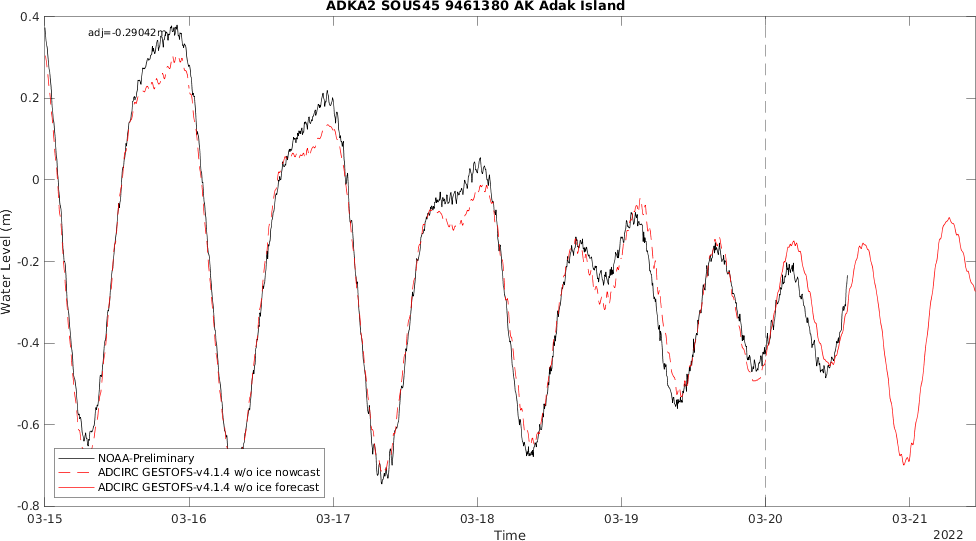 ADKA2 SOUS45 9461380 AK Adak Island
adj=-0.29042m
0.4
0.2
0
-0.2
-0.4
-0.6
-0.8
Water Level (m)
NOAA-Preliminary
ADCIRC GESTOFS-v4.1.4 w/o ice nowcast
ADCIRC GESTOFS-v4.1.4 w/o ice forecast
03-15 03-16 03-17 03-18 03-19 03-20 03-21
Time
2022